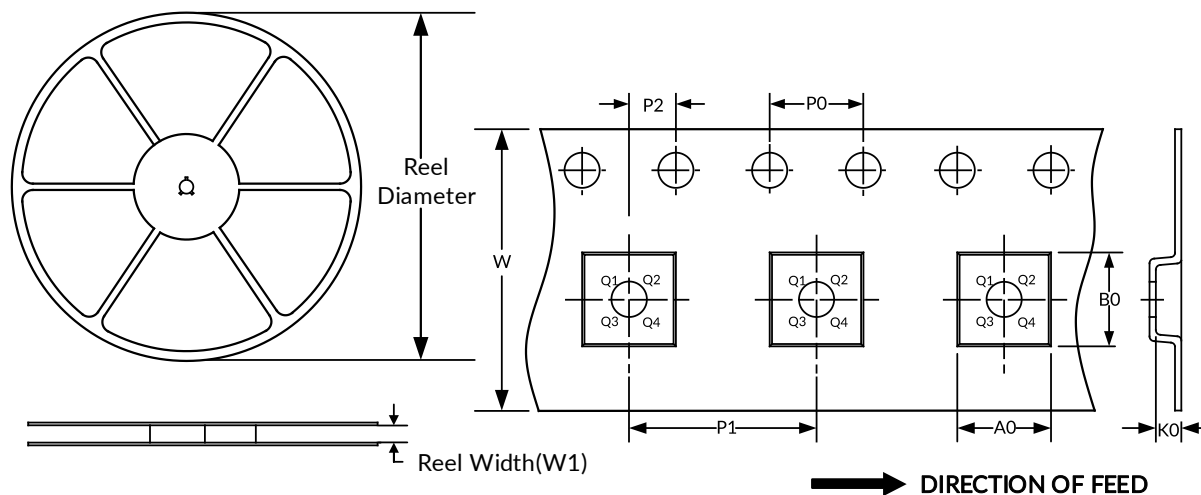 Reel
Diameter
Reel Width(W1)
P2
P0
W
Q1 Q2
Q3 Q4
Q1 Q2
Q3 Q4
Q1 Q2
Q3 Q4
B0
P1
A0
K0
DIRECTION OF FEED